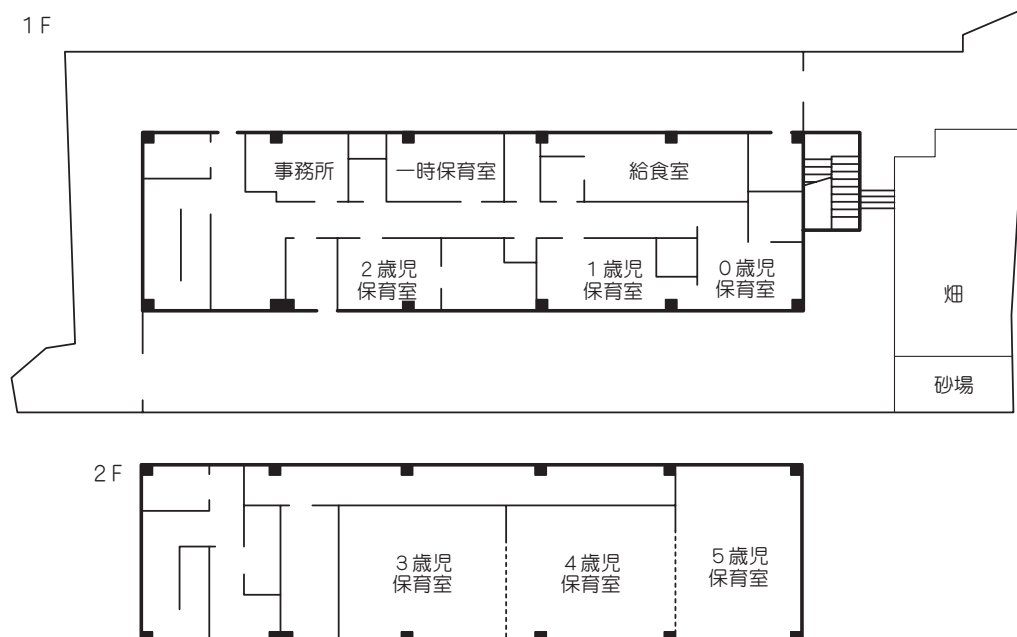 1F
事務所
一時保育室
給食室
2歳児
保育室
1歳児
保育室
0歳児
保育室
畑
砂場
2F
3歳児
保育室
4歳児
保育室
5歳児
保育室